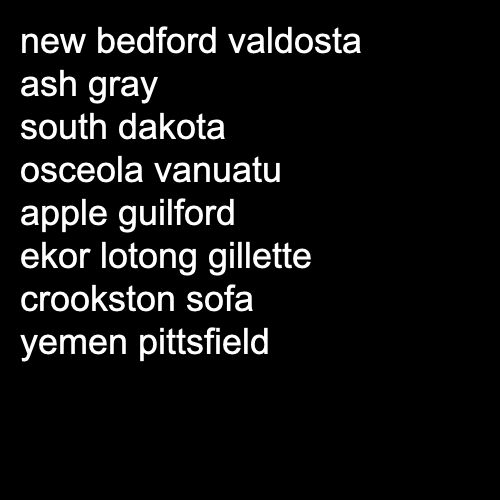 new bedford valdosta
ash gray
south dakota
osceola vanuatu
apple guilford
ekor lotong gillette
crookston sofa
yemen pittsfield